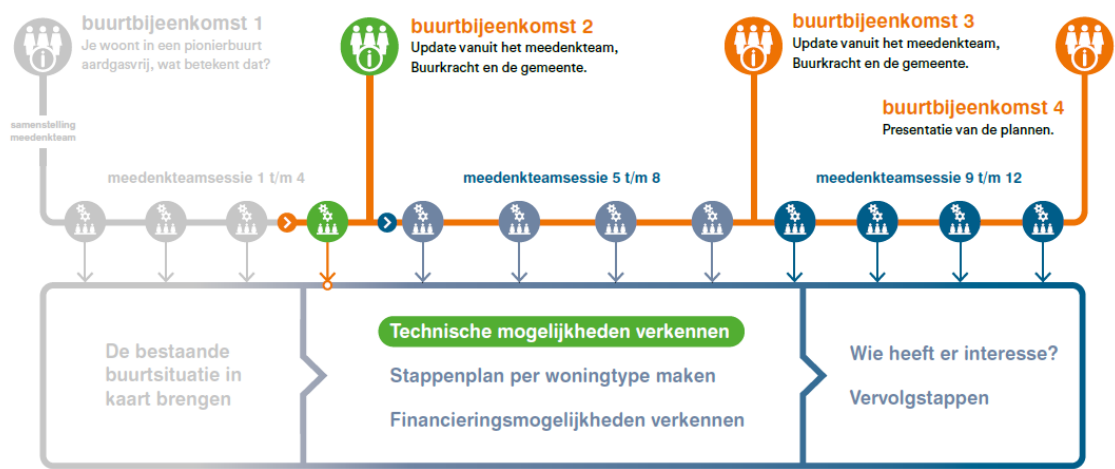 buurtbijeenkomst 1
Je woont in een pionierbuurt
aardgasvrij, wat betekent dat?
buurtbijeenkomst 2
Update vanuit het meedenkteam,
Buurkracht en de gemeente.
buurtbijeenkomst 3
Update vanuit het meedenkteam,
Buurkracht en de gemeente.
buurtbijeenkomst 4
Presentatie van de plannen.
samenstelling
meedenkteam
meedenkteamsessie 1 t/m 4
meedenkteamsessie 5 t/m 8
meedenkteamsessie 9 t/m 12
De bestaande
buurtsituatie in
kaart brengen
Technische mogelijkheden verkennen
Stappenplan per woningtype maken
Financieringsmogelijkheden verkennen
Wie heeft er interesse?
Vervolgstappen